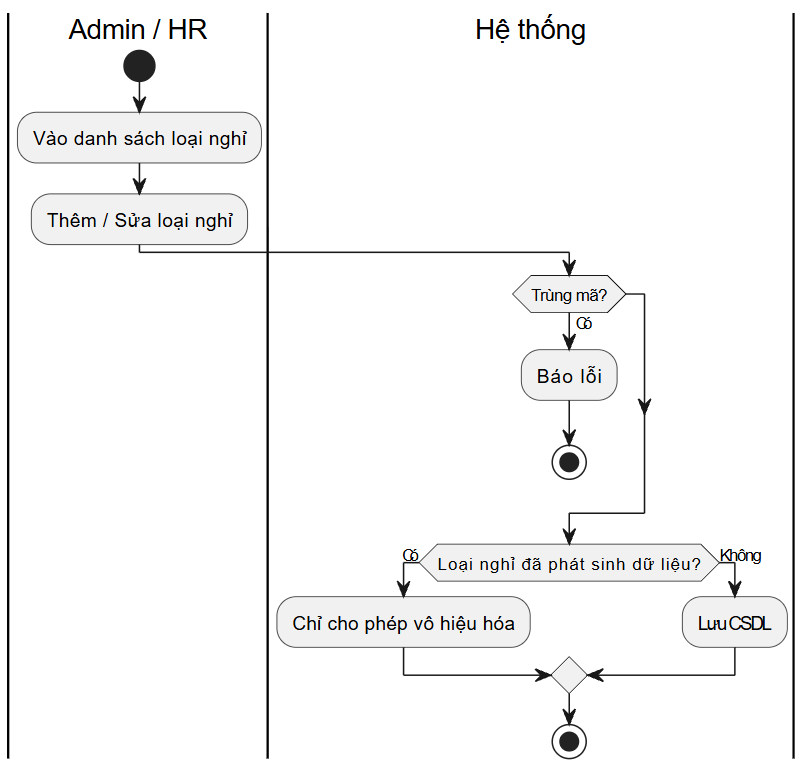 Admin / HR
Hệ thống
Vào danh sách loại nghỉ
Thêm / Sửa loại nghỉ
Trùng mã?
Có
Báo lỗi
Có
Loại nghỉ đã phát sinh dữ liệu?
Không
Chỉ cho phép vô hiệu hóa
Lưu CSDL